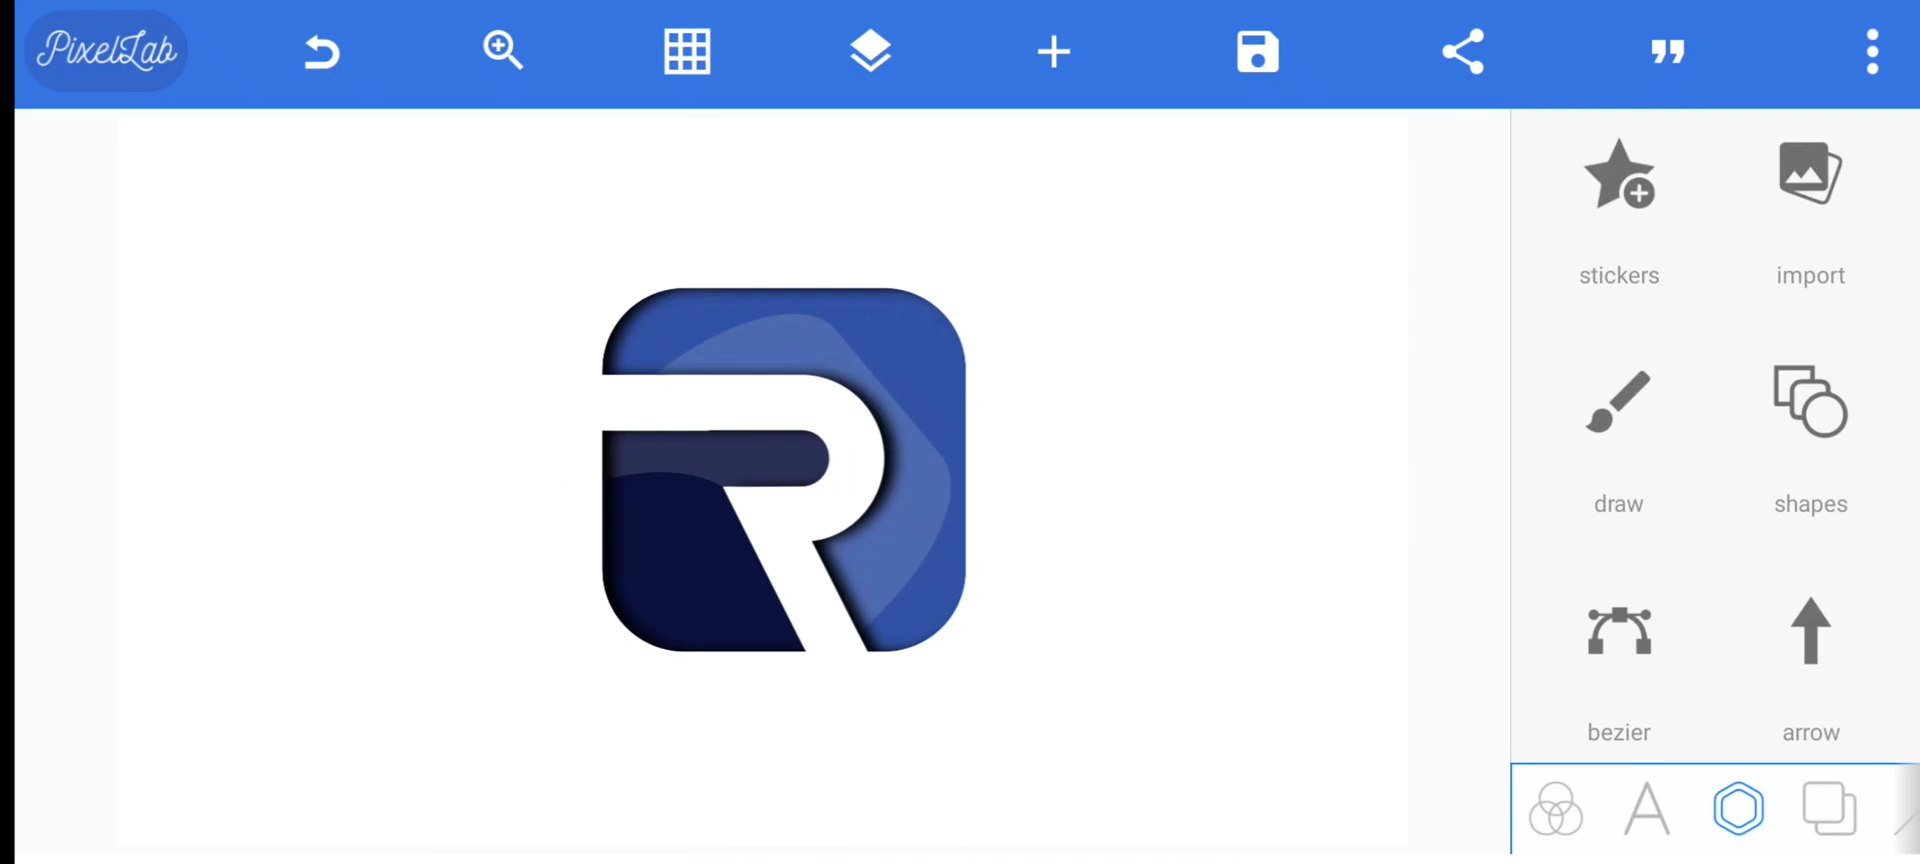 PixelLab
stickers
import
draw
shapes
bezier
arrow
R